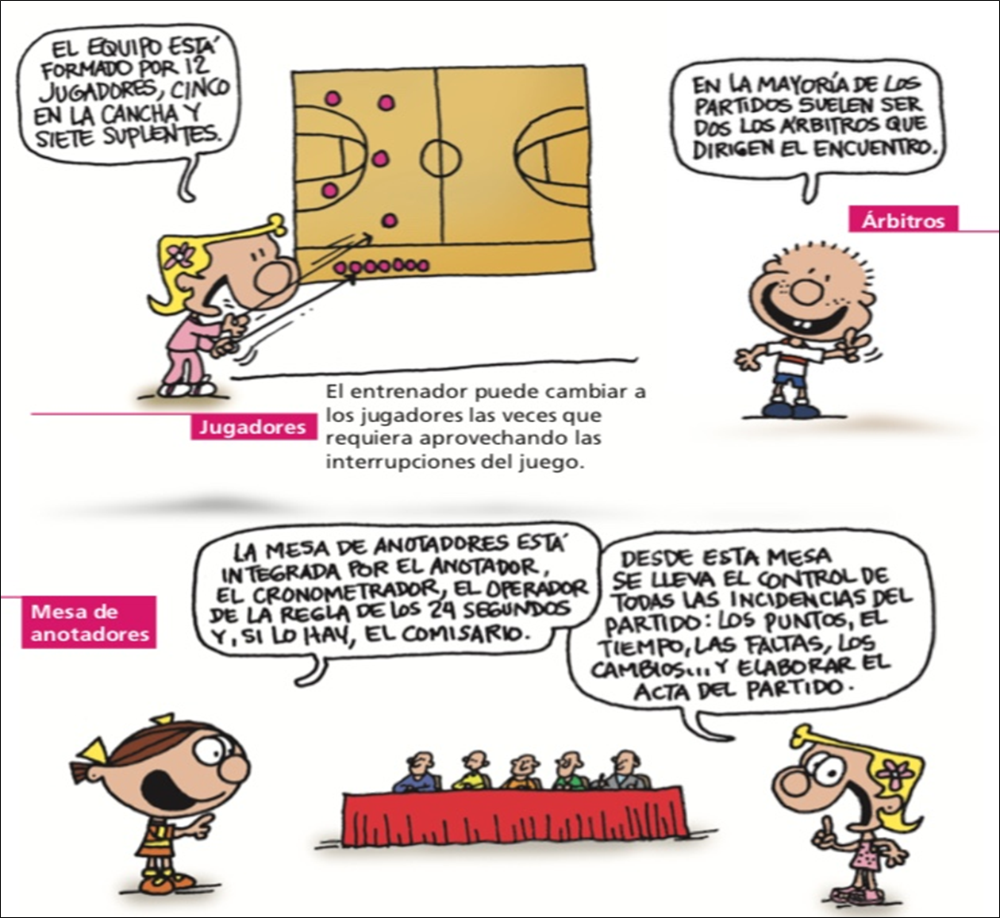 EL EQUIPO ESTÁ
FORMADO POR 12
JUGADORES, CINCO
EN LA CANCHA Y
SIETE SUPLENTES.
EN LA MAYORÍA DE LOS
PARTIDOS SUELEN SER
DOS LOS ÁRBITROS QUE
DIRIGEN EL ENCUENTRO.
Árbitros
Jugadores
El entrenador puede cambiar a
los jugadores las veces que
requiera aprovechando las
interrupciones del juego.
Mesa de
anotadores
LA MESA DE ANOTADORES ESTÁ
INTEGRADA POR EL ANOTADOR,
EL CRONOMETRADOR, EL OPERADOR
DE LA REGLA DE LOS 24 SEGUNDOS
Y, SI LO HAY, EL COMISARIO.
DESDE ESTA MESA
SE LLEVA EL CONTROL DE
TODAS LAS INCIDENCIAS DEL
PARTIDO: LOS PUNTOS, EL
TIEMPO, LAS FALTAS, LOS
CAMBIOS... Y ELABORAR EL
ACTA DEL PARTIDO.